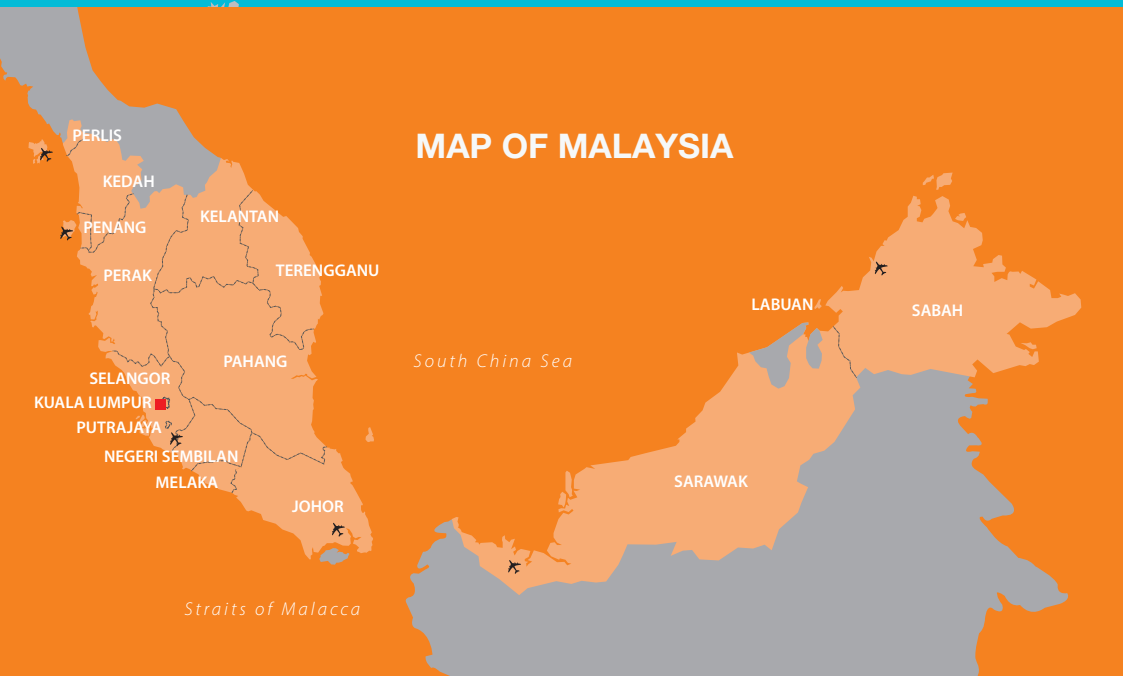 MAP OF MALAYSIA
PERLIS
KEDAH
PENANG
KELANTAN
PERAK
TERENGGANU
LABUAN
SABAH
PAHANG
South China Sea
SELANGOR
KUALA LUMPUR
PUTRAJAYA
NEGERI SEMBILAN
MELAKA
SARAWAK
JOHOR
Straits of Malacca